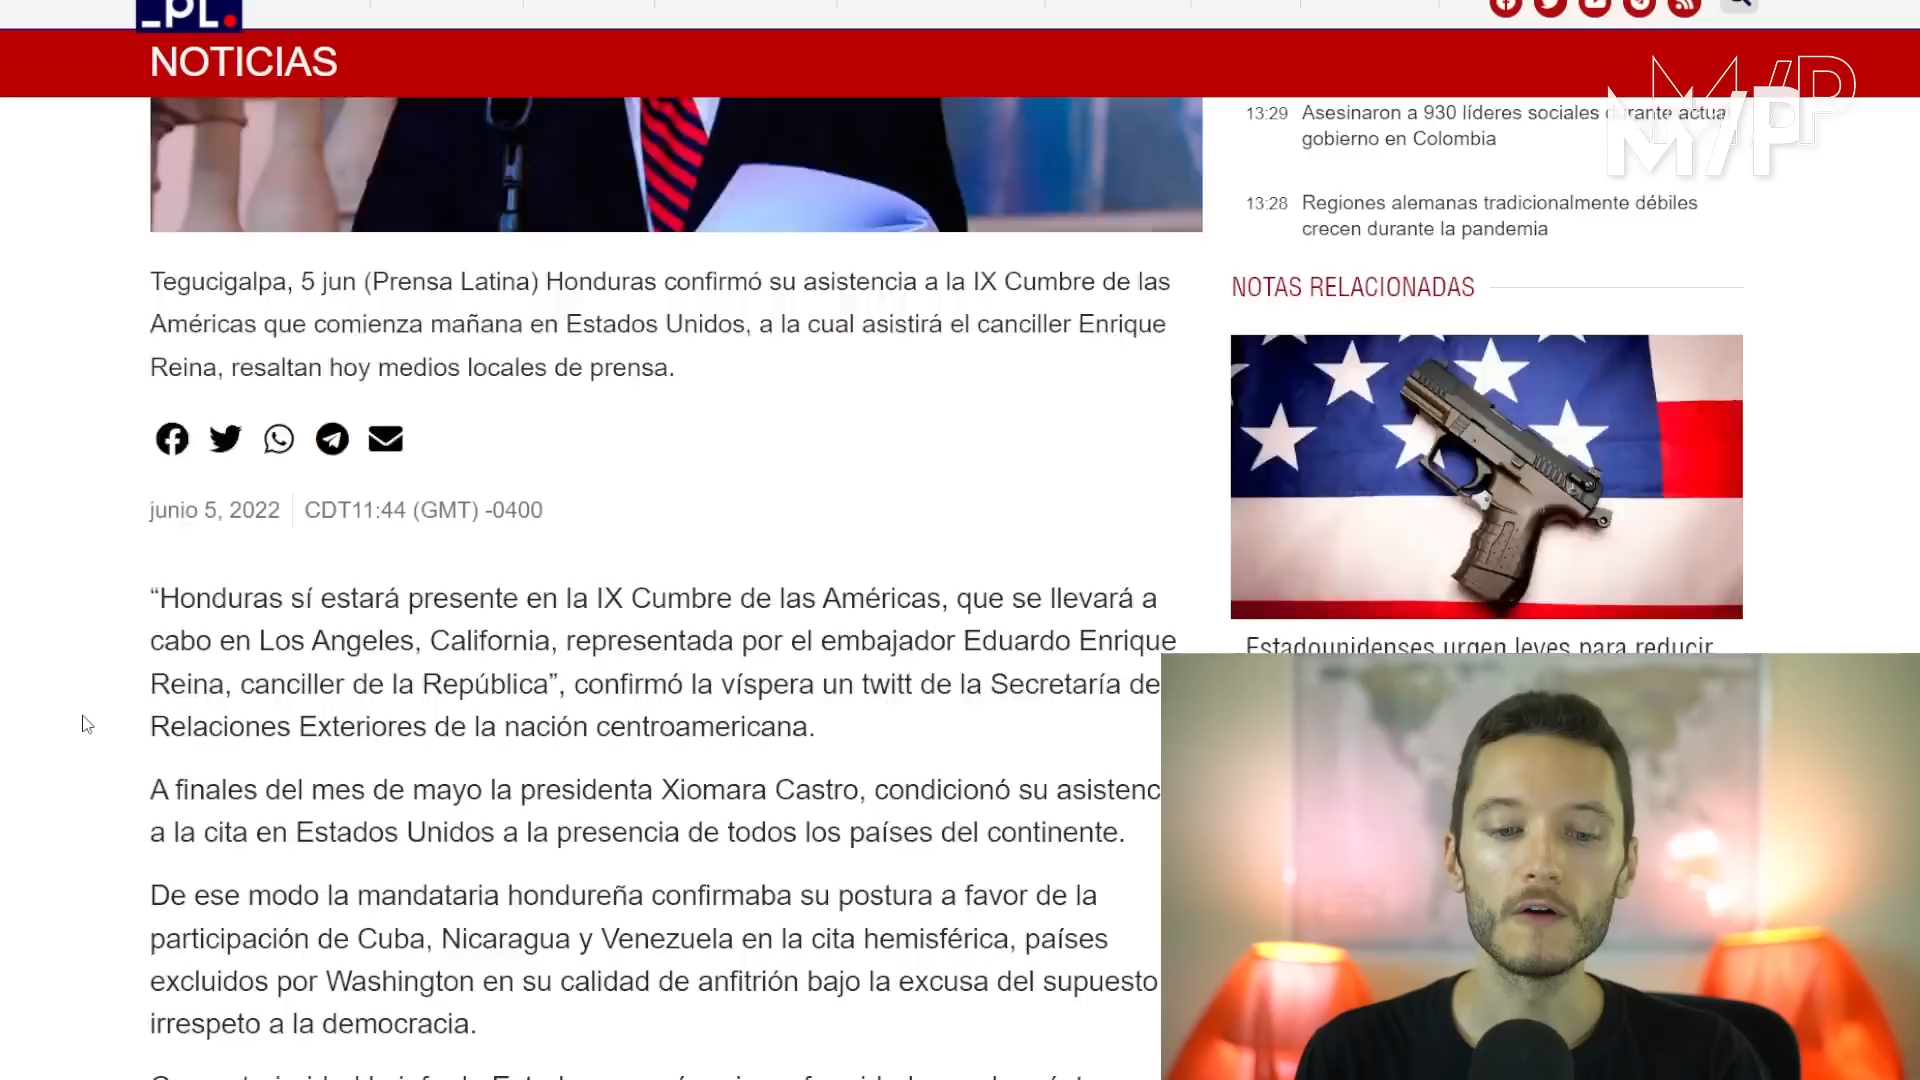 _PL.
NOTICIAS
M/P
M/P
13:29 Asesinaron a 930 líderes sociales durante actua
gobierno en Colombia
13:28 Regiones alemanas tradicionalmente débiles
crecen durante la pandemia
NOTAS RELACIONADAS
Estadounidenses urgen leyes para reducir
Tegucigalpa, 5 jun (Prensa Latina) Honduras confirmó su asistencia a la IX Cumbre de las
Américas que comienza mañana en Estados Unidos, a la cual asistirá el canciller Enrique
Reina, resaltan hoy medios locales de prensa.
junio 5, 2022 CDT11:44 (GMT) -0400
“Honduras sí estará presente en la IX Cumbre de las Américas, que se llevará a
cabo en Los Angeles, California, representada por el embajador Eduardo Enrique
Reina, canciller de la República”, confirmó la víspera un twitt de la Secretaría de
Relaciones Exteriores de la nación centroamericana.
A finales del mes de mayo la presidenta Xiomara Castro, condicionó su asistenc
a la cita en Estados Unidos a la presencia de todos los países del continente.
De ese modo la mandataria hondureña confirmaba su postura a favor de la
participación de Cuba, Nicaragua y Venezuela en la cita hemisférica, países
excluidos por Washington en su calidad de anfitrión bajo la excusa del supuesto
irrespeto a la democracia.